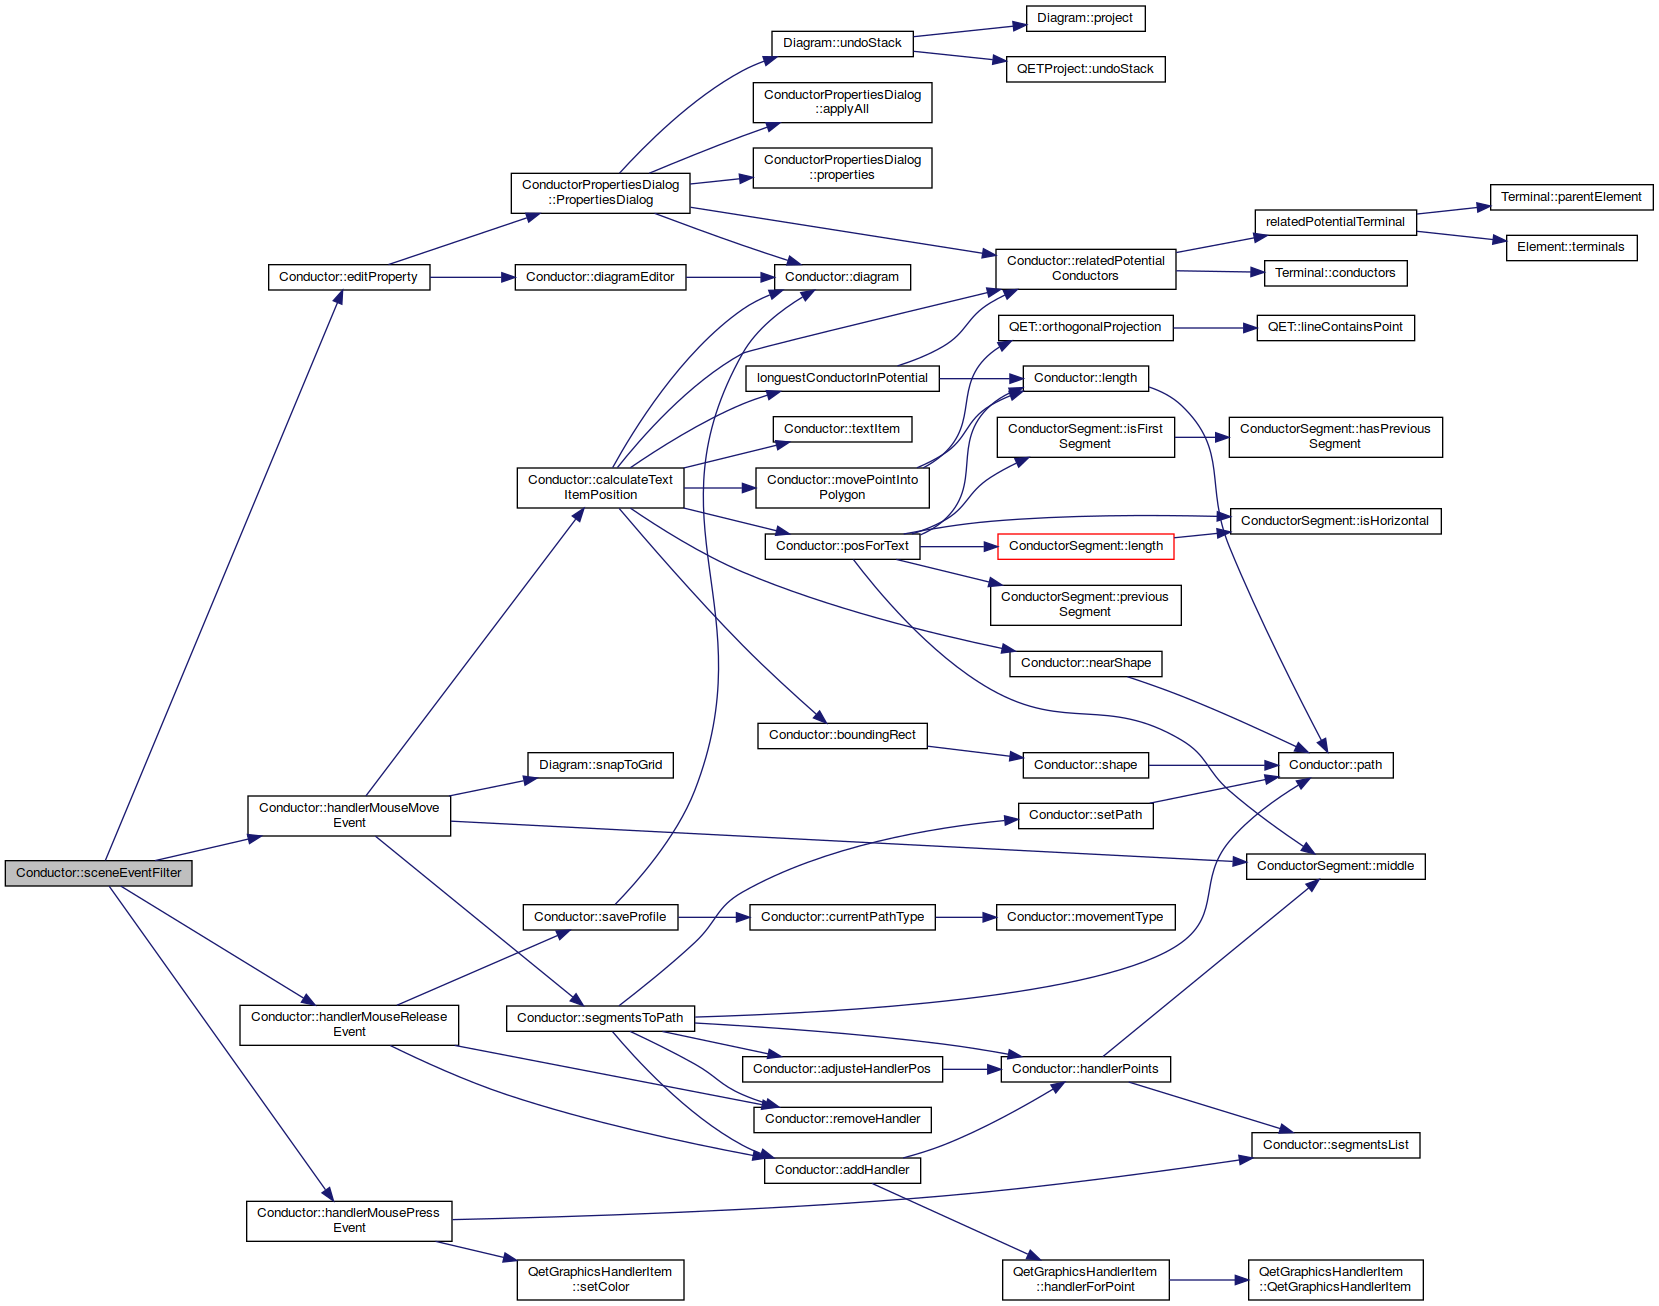 Diagram::project
Diagram::undoStack
QETProject::undoStack
ConductorPropertiesDialog
::applyAll
ConductorPropertiesDialog
::properties
ConductorPropertiesDialog
::PropertiesDialog
Terminal::parentElement
relatedPotentialTerminal
Element::terminals
Conductor::relatedPotential
Conductors
Terminal::conductors
Conductor::editProperty
Conductor::diagramEditor
Conductor::diagram
QET::orthogonalProjection
QET::lineContainsPoint
longuestConductorInPotential
Conductor::length
Conductor::textItem
ConductorSegment::isFirst
Segment
ConductorSegment::hasPrevious
Segment
Conductor::calculateText
ItemPosition
Conductor::movePointInto
Polygon
ConductorSegment::isHorizontal
Conductor::posForText
ConductorSegment::length
ConductorSegment::previous
Segment
Conductor::nearShape
Conductor::boundingRect
Diagram::snapToGrid
Conductor::shape
Conductor::path
Conductor::handlerMouseMove
Event
Conductor::setPath
Conductor::sceneEventFilter
ConductorSegment::middle
Conductor::saveProfile
Conductor::currentPathType
Conductor::movementType
Conductor::handlerMouseRelease
Event
Conductor::segmentsToPath
Conductor::adjusteHandlerPos
Conductor::handlerPoints
Conductor::removeHandler
Conductor::segmentsList
Conductor::addHandler
Conductor::handlerMousePress
Event
QetGraphicsHandlerItem
::setColor
QetGraphicsHandlerItem
::handlerForPoint
QetGraphicsHandlerItem
::QetGraphicsHandlerItem